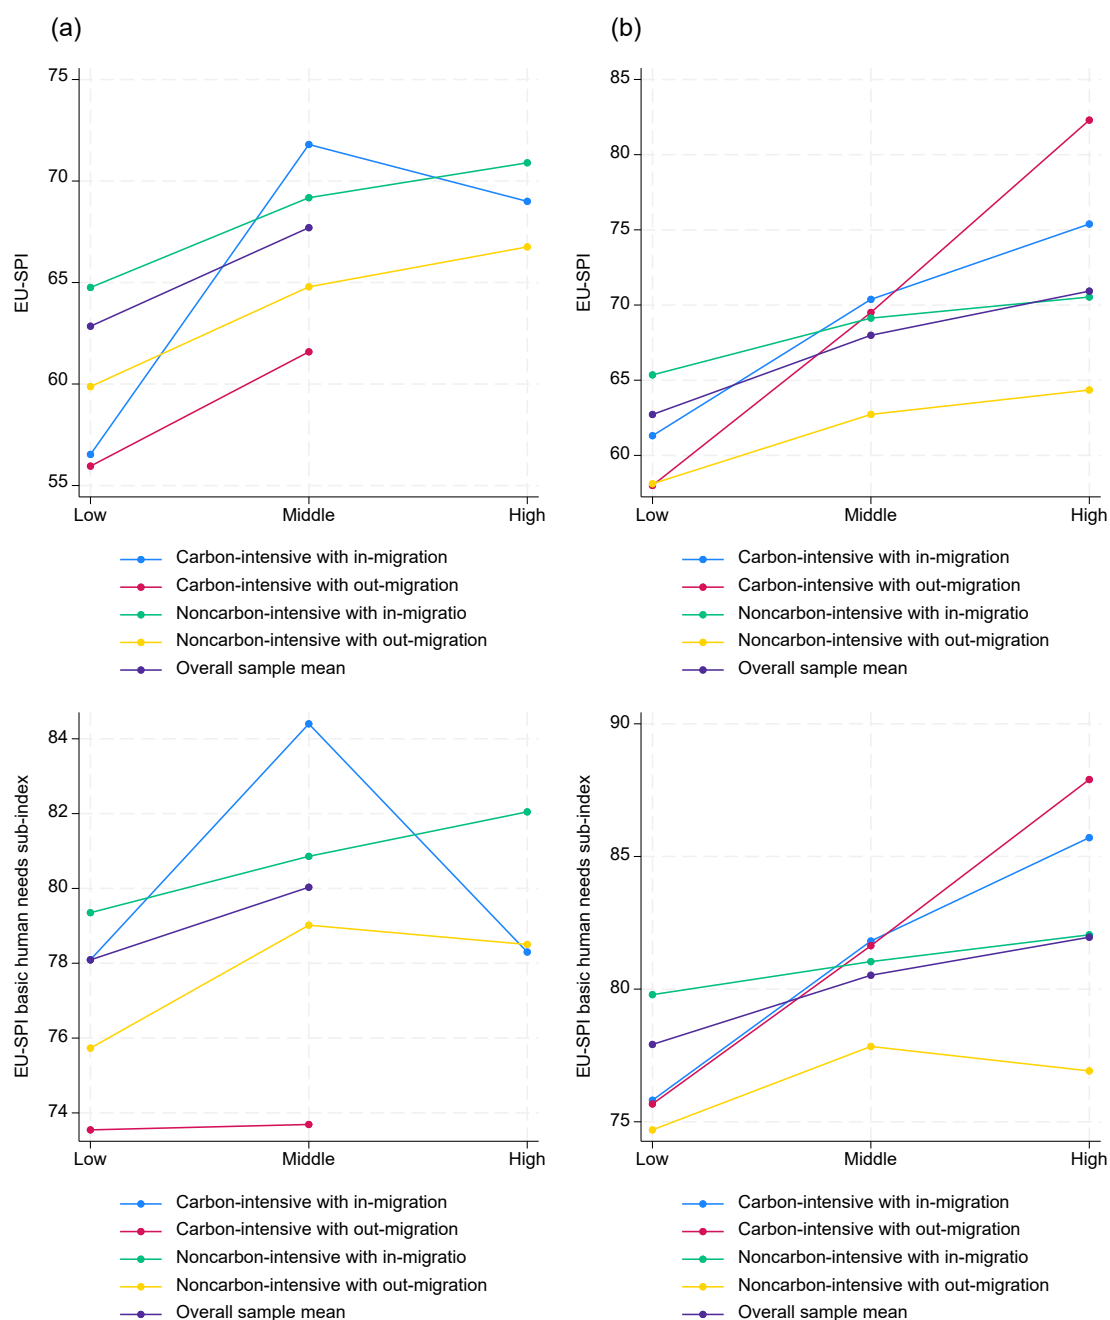 (a)
75
70
65
60
55
EU-SPI
Low Middle High
Carbon-intensive with in-migration
Carbon-intensive with out-migration
Noncarbon-intensive with in-migratio
Noncarbon-intensive with out-migration
Overall sample mean
(b)
85
80
75
70
65
60
EU-SPI
Low Middle High
Carbon-intensive with in-migration
Carbon-intensive with out-migration
Noncarbon-intensive with in-migratio
Noncarbon-intensive with out-migration
Overall sample mean
84
82
80
78
76
74
EU-SPI basic human needs sub-index
Low Middle High
Carbon-intensive with in-migration
Carbon-intensive with out-migration
Noncarbon-intensive with in-migratio
Noncarbon-intensive with out-migration
Overall sample mean
90
85
80
75
EU-SPI basic human needs sub-index
Low Middle High
Carbon-intensive with in-migration
Carbon-intensive with out-migration
Noncarbon-intensive with in-migratio
Noncarbon-intensive with out-migration
Overall sample mean